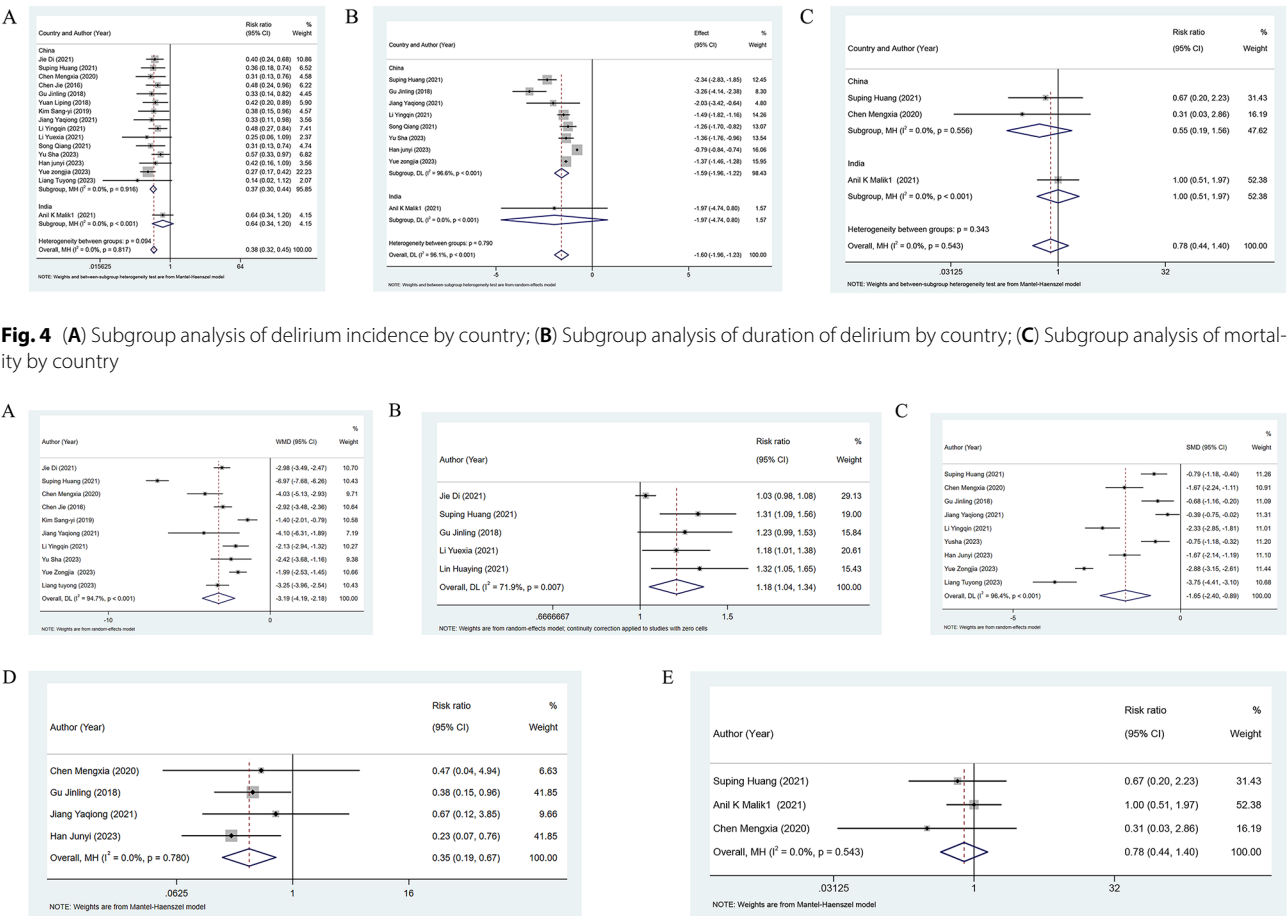 A
Risk ratio %
Country and Author (Year) (95% CI) Weight
China
Jie Di (2021) 0.40 (0.24, 0.68) 10.86
Suping Huang (2021) 0.36 (0.18, 0.74) 6.52
Chen Mengxia (2020) 0.31 (0.13, 0.76) 4.58
Chen Jie (2016) 0.48 (0.24, 0.96) 6.22
Gu Jinling (2018) 0.33 (0.14, 0.82) 4.45
Yuan Liping (2018) 0.42 (0.20, 0.89) 5.90
Kim Sang-yi (2019) 0.38 (0.15, 0.96) 4.57
Jiang Yaqiong (2021) 0.33 (0.11, 0.98) 3.56
Li Yingqin (2021) 0.48 (0.27, 0.84) 7.41
Li Yuexia (2021) 0.25 (0.06, 1.09) 2.37
Song Qiang (2021) 0.31 (0.13, 0.74) 4.74
Yu Sha (2023) 0.57 (0.33, 0.97) 6.82
Han junyi (2023) 0.42 (0.16, 1.09) 3.56
Yue zongjia (2023) 0.27 (0.17, 0.42) 22.23
Liang Tuyong (2023) 0.14 (0.02, 1.12) 2.07
Subgroup, MH (I² = 0.0%, p = 0.916) 0.37 (0.30, 0.44) 95.85
India
Anil K Malik1 (2021) 0.64 (0.34, 1.20) 4.15
Subgroup, MH (I² = 0.0%, p < 0.001) 0.64 (0.34, 1.20) 4.15
Heterogeneity between groups: p = 0.094
Overall, MH (I² = 0.0%, p = 0.817) 0.38 (0.32, 0.45) 100.00
.015625 1 64
NOTE: Weights and between-subgroup heterogeneity test are from Mantel-Haenszel model
B
Effect %
Country and Author (Year) (95% CI) Weight
China
Suping Huang (2021) -2.34 (-2.83, -1.85) 12.45
Gu Jinling (2018) -3.26 (-4.14, -2.38) 8.30
Jiang Yaqiong (2021) -2.03 (-3.42, -0.64) 4.80
Li Yingqin (2021) -1.49 (-1.82, -1.16) 14.26
Song Qiang (2021) -1.26 (-1.70, -0.82) 13.07
Yu Sha (2023) -1.36 (-1.76, -0.96) 13.54
Han junyi (2023) -0.79 (-0.84, -0.74) 16.06
Yue zongjia (2023) -1.37 (-1.46, -1.28) 15.95
Subgroup, DL (I² = 96.6%, p < 0.001) -1.59 (-1.96, -1.22) 98.43
India
Anil K Malik1 (2021) -1.97 (-4.74, 0.80) 1.57
Subgroup, DL (I² = 0.0%, p < 0.001) -1.97 (-4.74, 0.80) 1.57
Heterogeneity between groups: p = 0.790
Overall, DL (I² = 96.1%, p < 0.001) -1.60 (-1.96, -1.23) 100.00
-5 0 5
NOTE: Weights and between-subgroup heterogeneity test are from random-effects model
C
Risk ratio %
Country and Author (Year) (95% CI) Weight
China
Suping Huang (2021) 0.67 (0.20, 2.23) 31.43
Chen Mengxia (2020) 0.31 (0.03, 2.86) 16.19
Subgroup, MH (I² = 0.0%, p = 0.556) 0.55 (0.19, 1.56) 47.62
India
Anil K Malik1 (2021) 1.00 (0.51, 1.97) 52.38
Subgroup, MH (I² = 0.0%, p < 0.001) 1.00 (0.51, 1.97) 52.38
Heterogeneity between groups: p = 0.343
Overall, MH (I² = 0.0%, p = 0.543) 0.78 (0.44, 1.40) 100.00
.03125 1 32
NOTE: Weights and between-subgroup heterogeneity test are from Mantel-Haenszel model
Fig. 4 (A) Subgroup analysis of delirium incidence by country; (B) Subgroup analysis of duration of delirium by country; (C) Subgroup analysis of mortal-
ity by country
A
%
Author (Year) WMD (95% CI) Weight
Jie Di (2021) -2.98 (-3.49, -2.47) 10.70
Suping Huang (2021) -6.97 (-7.68, -6.26) 10.43
Chen Mengxia (2020) -4.03 (-5.13, -2.93) 9.71
Chen Jie (2016) -2.92 (-3.48, -2.36) 10.64
Kim Sang-yi (2019) -1.40 (-2.01, -0.79) 10.58
Jiang Yaqiong (2021) -4.10 (-6.31, -1.89) 7.19
Li Yingqin (2021) -2.13 (-2.94, -1.32) 10.27
Yu Sha (2023) -2.42 (-3.68, -1.16) 9.38
Yue Zongjia (2023) -1.99 (-2.53, -1.45) 10.66
Liang tuyong (2023) -3.25 (-3.96, -2.54) 10.43
Overall, DL (I² = 94.7%, p < 0.001) -3.19 (-4.19, -2.18) 100.00
-10 0
NOTE: Weights are from random-effects model
B
Risk ratio %
Author (Year) (95% CI) Weight
Jie Di (2021) 1.03 (0.98, 1.08) 29.13
Suping Huang (2021) 1.31 (1.09, 1.56) 19.00
Gu Jinling (2018) 1.23 (0.99, 1.53) 15.84
Li Yuexia (2021) 1.18 (1.01, 1.38) 20.61
Lin Huaying (2021) 1.32 (1.05, 1.65) 15.43
Overall, DL (I² = 71.9%, p = 0.007) 1.18 (1.04, 1.34) 100.00
.6666667 1 1.5
NOTE: Weights are from random-effects model; continuity correction applied to studies with zero cells
C
%
Author (Year) SMD (95% CI) Weight
Suping Huang (2021) -0.79 (-1.18, -0.40) 11.26
Chen Mengxia (2020) -1.67 (-2.24, -1.11) 10.91
Gu Jinling (2018) -0.68 (-1.16, -0.20) 11.09
Jiang Yaqiong (2021) -0.39 (-0.75, -0.02) 11.31
Li Yingqin (2021) -2.33 (-2.85, -1.81) 11.01
Yusha (2023) -0.75 (-1.18, -0.32) 11.20
Han Junyi (2023) -1.67 (-2.14, -1.19) 11.10
Yue Zongjia (2023) -2.88 (-3.15, -2.61) 11.44
Liang Tuyong (2023) -3.75 (-4.41, -3.10) 10.68
Overall, DL (I² = 96.4%, p < 0.001) -1.65 (-2.40, -0.89) 100.00
-5 0
NOTE: Weights are from random-effects model
D
Risk ratio %
Author (Year) (95% CI) Weight
Chen Mengxia (2020) 0.47 (0.04, 4.94) 6.63
Gu Jinling (2018) 0.38 (0.15, 0.96) 41.85
Jiang Yaqiong (2021) 0.67 (0.12, 3.85) 9.66
Han Junyi (2023) 0.23 (0.07, 0.76) 41.85
Overall, MH (I² = 0.0%, p = 0.780) 0.35 (0.19, 0.67) 100.00
.0625 1 16
NOTE: Weights are from Mantel-Haenszel model
E
Risk ratio %
Author (Year) (95% CI) Weight
Suping Huang (2021) 0.67 (0.20, 2.23) 31.43
Anil K Malik1 (2021) 1.00 (0.51, 1.97) 52.38
Chen Mengxia (2020) 0.31 (0.03, 2.86) 16.19
Overall, MH (I² = 0.0%, p = 0.543) 0.78 (0.44, 1.40) 100.00
.03125 1 32
NOTE: Weights are from Mantel-Haenszel model